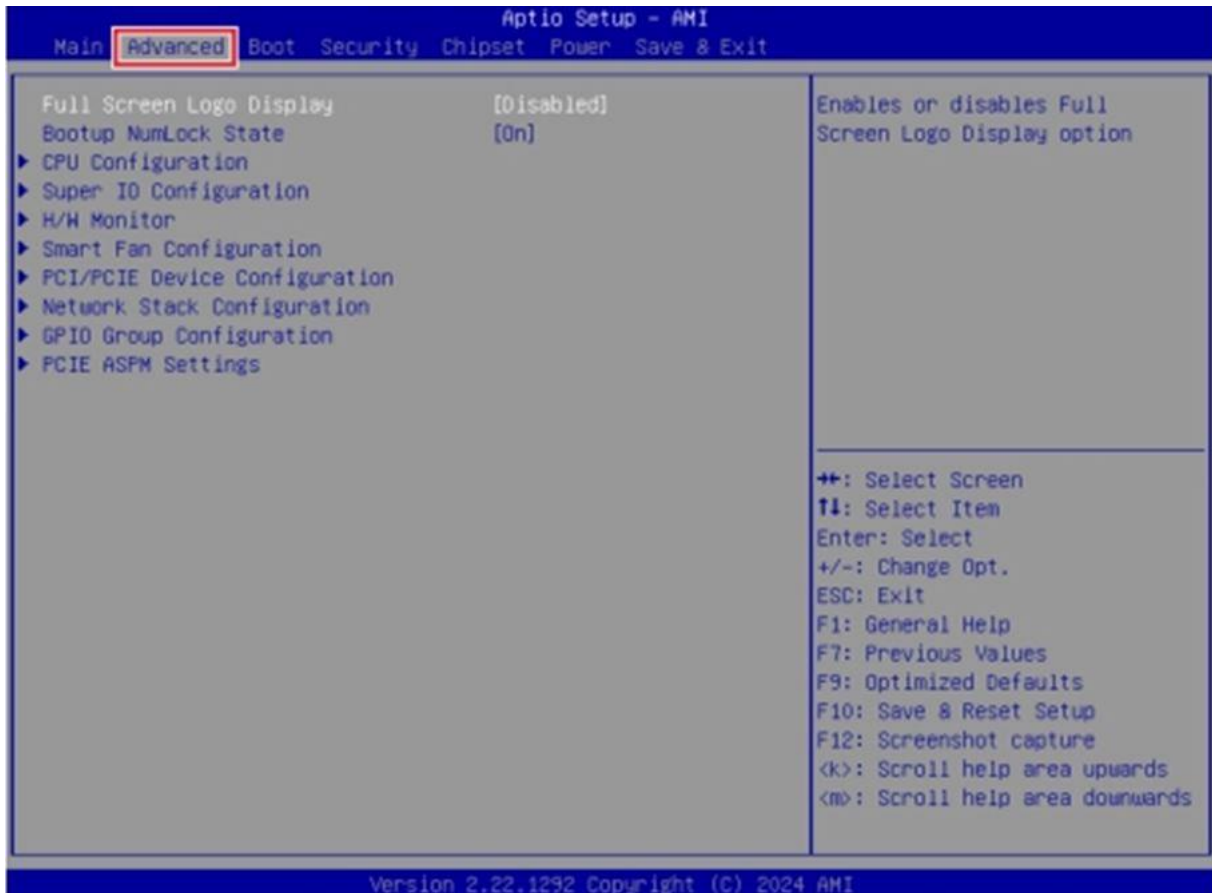 Aptio Setup - AMI
Main Advanced Boot Security Chipset Power Save & Exit
Full Screen Logo Display [Disabled]
Bootup NumLock State [On]
▶ CPU Configuration
▶ Super IO Configuration
▶ H/W Monitor
▶ Smart Fan Configuration
▶ PCI/PCIE Device Configuration
▶ Network Stack Configuration
▶ GPIO Group Configuration
▶ PCIE ASPM Settings
Enables or disables Full
Screen Logo Display option
→←: Select Screen
↑↓: Select Item
Enter: Select
+/-: Change Opt.
ESC: Exit
F1: General Help
F7: Previous Values
F9: Optimized Defaults
F10: Save & Reset Setup
F12: Screenshot capture
<k>: Scroll help area upwards
<m>: Scroll help area downwards
Version 2.22.1292 Copyright (C) 2024 AMI